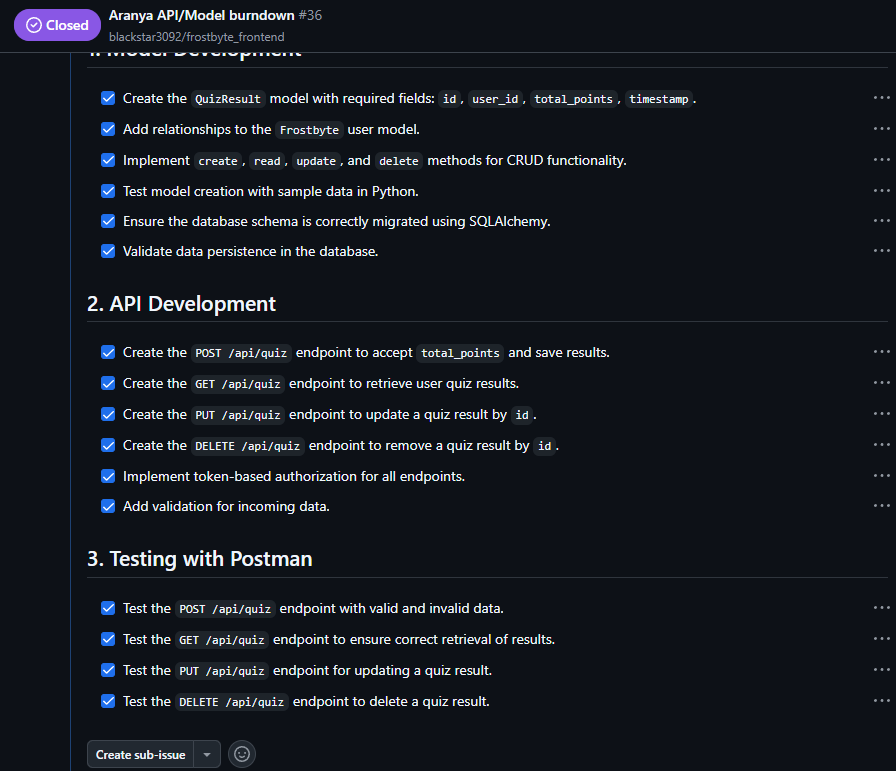 Closed
Aranya API/Model burndown #36
blackstar3092/frostbyte_frontend
1. Model Development
Create the QuizResult model with required fields: id, user_id, total_points, timestamp.
Add relationships to the Frostbyte user model.
Implement create, read, update, and delete methods for CRUD functionality.
Test model creation with sample data in Python.
Ensure the database schema is correctly migrated using SQLAlchemy.
Validate data persistence in the database.
2. API Development
Create the POST /api/quiz endpoint to accept total_points and save results.
Create the GET /api/quiz endpoint to retrieve user quiz results.
Create the PUT /api/quiz endpoint to update a quiz result by id.
Create the DELETE /api/quiz endpoint to remove a quiz result by id.
Implement token-based authorization for all endpoints.
Add validation for incoming data.
3. Testing with Postman
Test the POST /api/quiz endpoint with valid and invalid data.
Test the GET /api/quiz endpoint to ensure correct retrieval of results.
Test the PUT /api/quiz endpoint for updating a quiz result.
Test the DELETE /api/quiz endpoint to delete a quiz result.
Create sub-issue